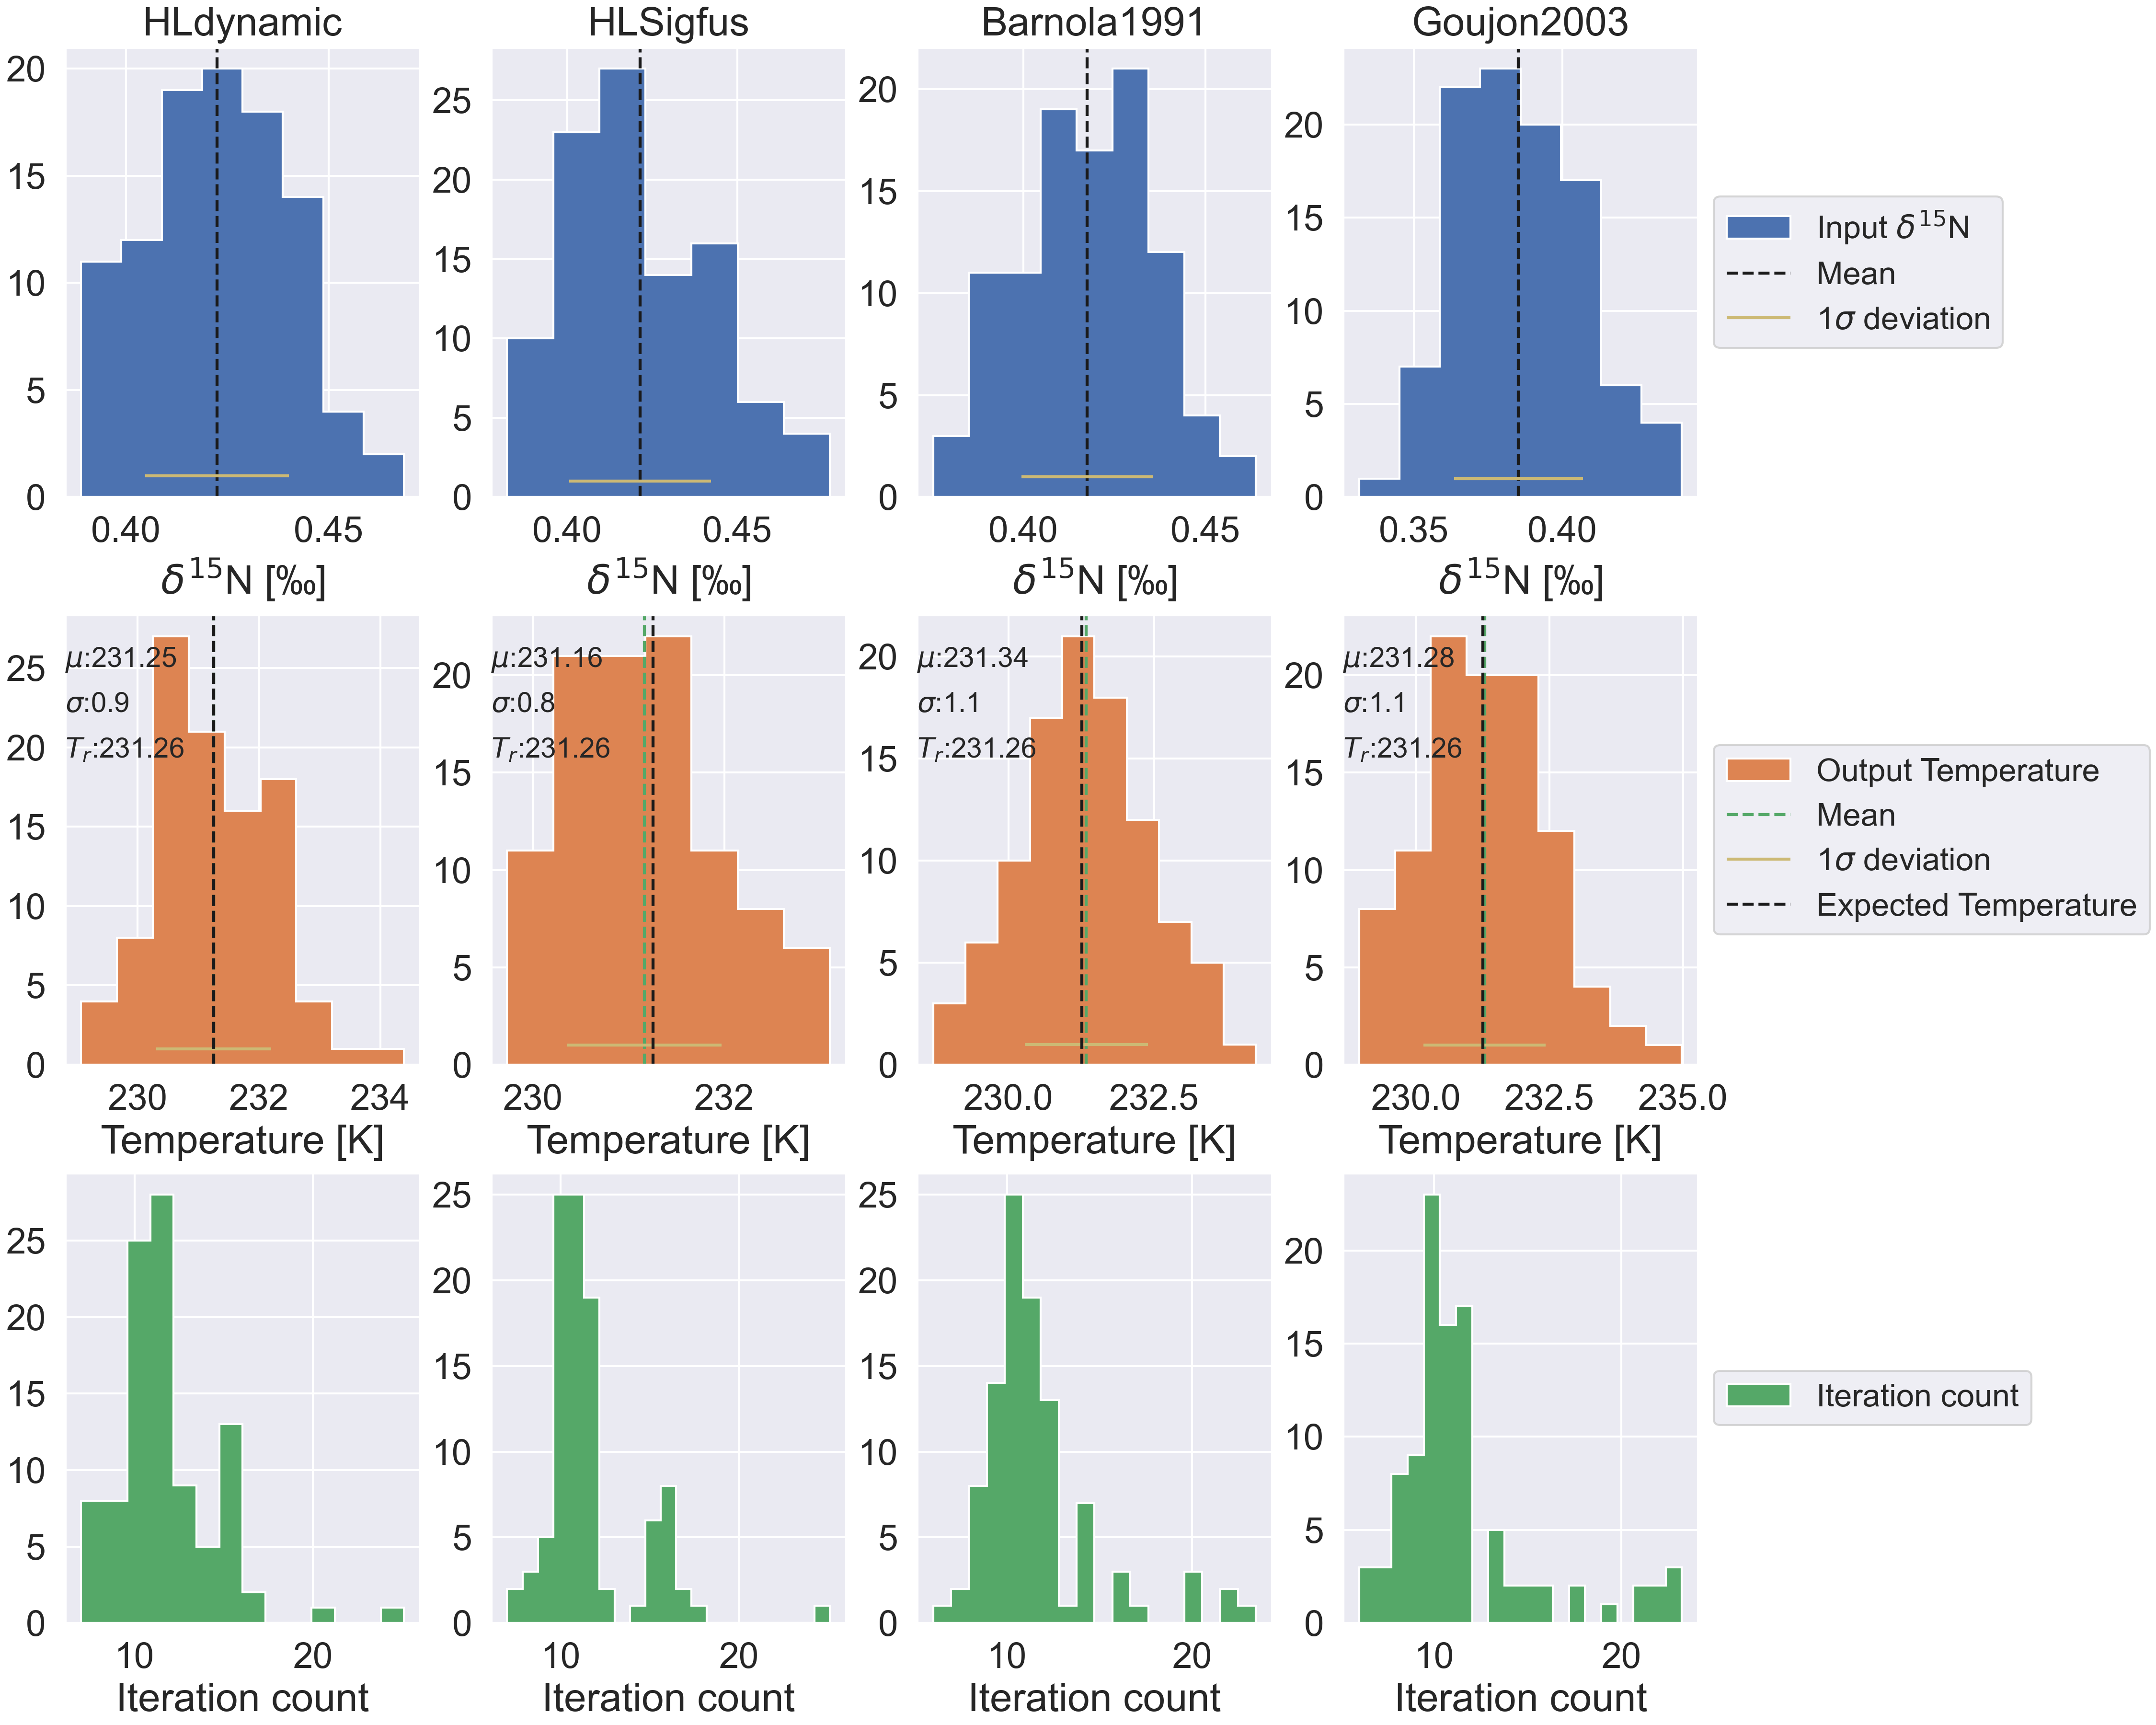 HLdynamic HLSigfus Barnola1991 Goujon2003
20
15
10
5
0
0.40 0.45
δ¹⁵N [‰]
25
20
15
10
5
0
0.40 0.45
δ¹⁵N [‰]
20
15
10
5
0
0.40 0.45
δ¹⁵N [‰]
20
15
10
5
0
0.35 0.40
δ¹⁵N [‰]
Input δ¹⁵N
Mean
1σ deviation
25
20
15
10
5
0
μ:231.25
σ:0.9
Tᵣ:231.26
230 232 234
Temperature [K]
20
15
10
5
0
μ:231.16
σ:0.8
Tᵣ:231.26
230 232
Temperature [K]
20
15
10
5
0
μ:231.34
σ:1.1
Tᵣ:231.26
230.0 232.5
Temperature [K]
20
15
10
5
0
μ:231.28
σ:1.1
Tᵣ:231.26
230.0 232.5 235.0
Temperature [K]
Output Temperature
Mean
1σ deviation
Expected Temperature
25
20
15
10
5
0
10 20
Iteration count
25
20
15
10
5
0
10 20
Iteration count
25
20
15
10
5
0
10 20
Iteration count
20
15
10
5
0
10 20
Iteration count
Iteration count